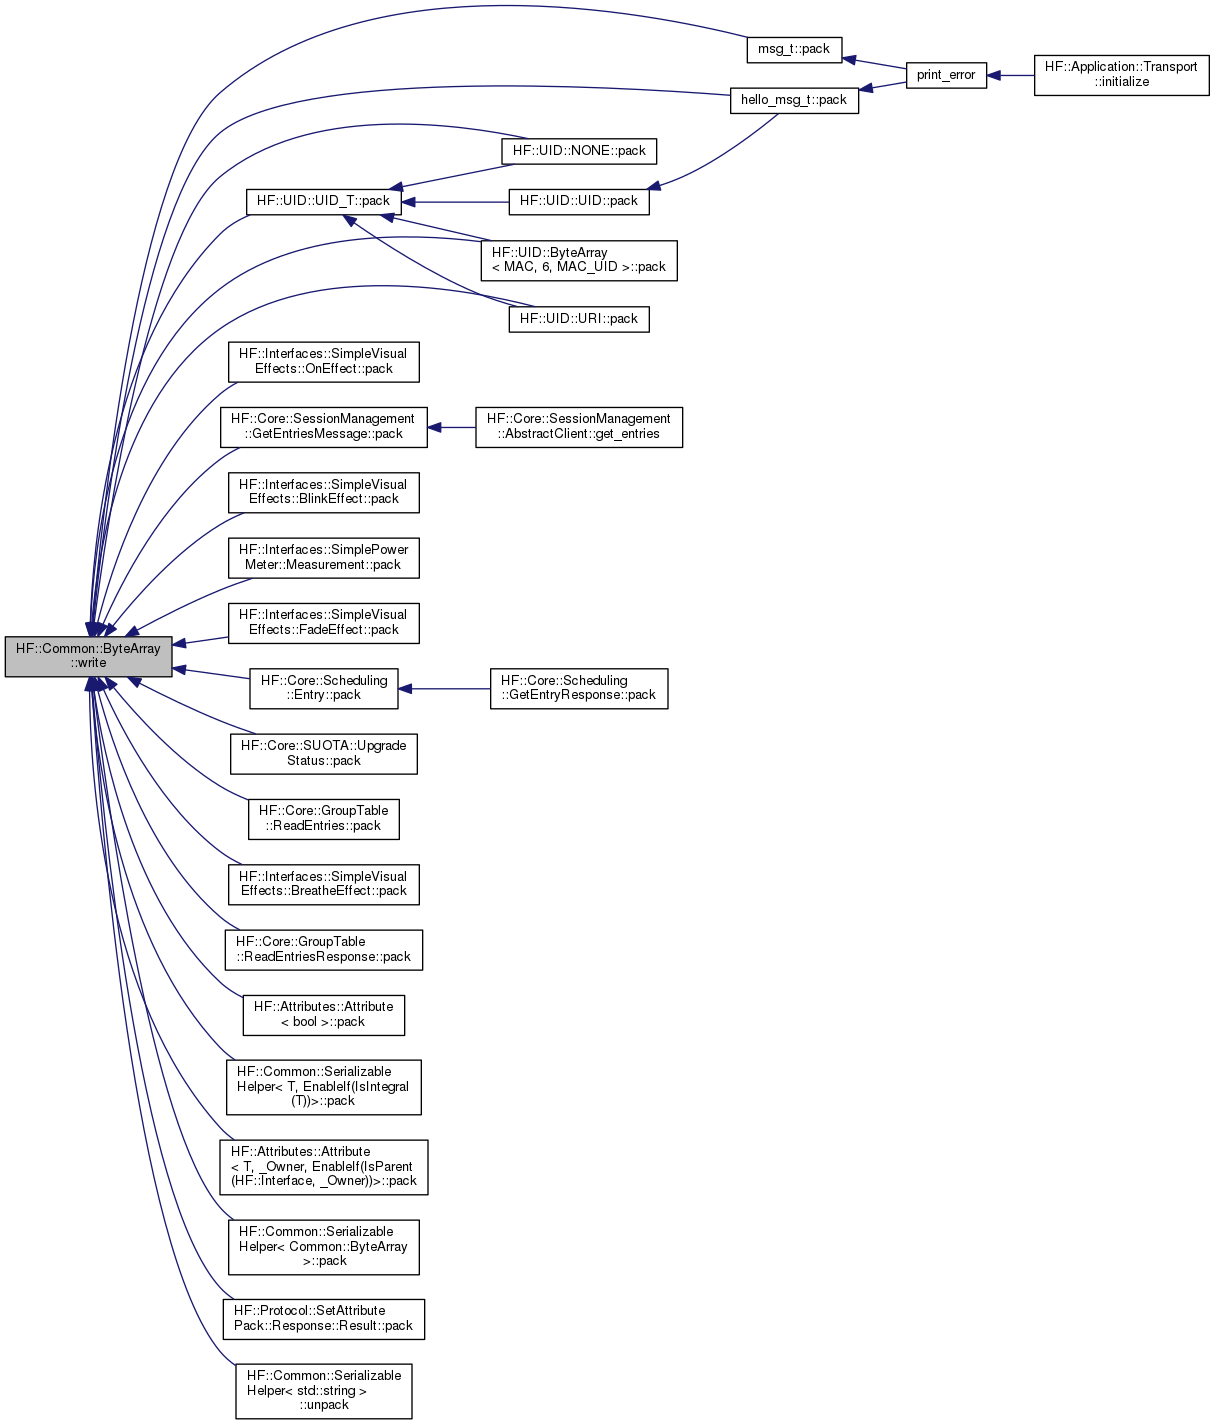 msg_t::pack
print_error
HF::Application::Transport
::initialize
hello_msg_t::pack
HF::UID::NONE::pack
HF::UID::UID_T::pack
HF::UID::UID::pack
HF::UID::ByteArray
< MAC, 6, MAC_UID >::pack
HF::UID::URI::pack
HF::Interfaces::SimpleVisual
Effects::OnEffect::pack
HF::Core::SessionManagement
::GetEntriesMessage::pack
HF::Core::SessionManagement
::AbstractClient::get_entries
HF::Interfaces::SimpleVisual
Effects::BlinkEffect::pack
HF::Interfaces::SimplePower
Meter::Measurement::pack
HF::Interfaces::SimpleVisual
Effects::FadeEffect::pack
HF::Common::ByteArray
::write
HF::Core::Scheduling
::Entry::pack
HF::Core::Scheduling
::GetEntryResponse::pack
HF::Core::SUOTA::Upgrade
Status::pack
HF::Core::GroupTable
::ReadEntries::pack
HF::Interfaces::SimpleVisual
Effects::BreatheEffect::pack
HF::Core::GroupTable
::ReadEntriesResponse::pack
HF::Attributes::Attribute
< bool >::pack
HF::Common::Serializable
Helper< T, EnableIf(IsIntegral
(T))>::pack
HF::Attributes::Attribute
< T, _Owner, EnableIf(IsParent
(HF::Interface, _Owner))>::pack
HF::Common::Serializable
Helper< Common::ByteArray
>::pack
HF::Protocol::SetAttribute
Pack::Response::Result::pack
HF::Common::Serializable
Helper< std::string >
::unpack